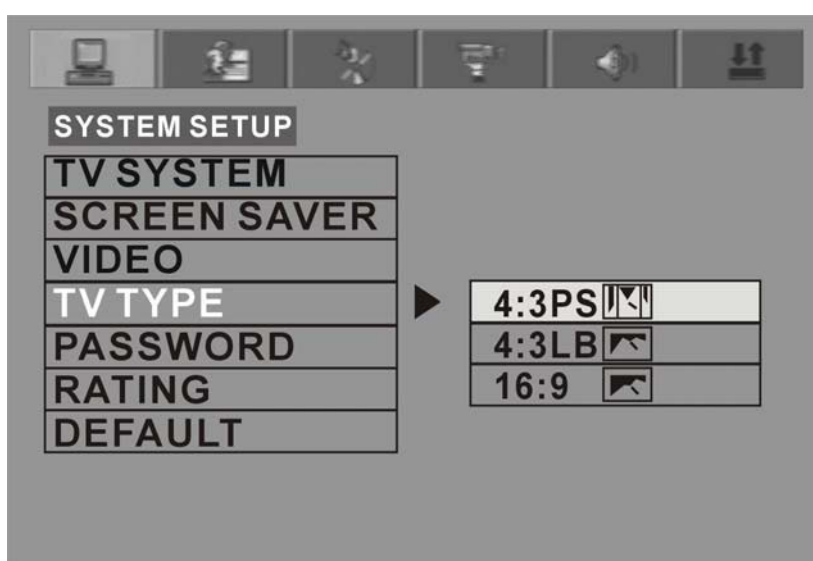 SYSTEM SETUP
TV SYSTEM
SCREEN SAVER
VIDEO
TV TYPE
PASSWORD
RATING
DEFAULT
4:3PS
4:3LB
16:9